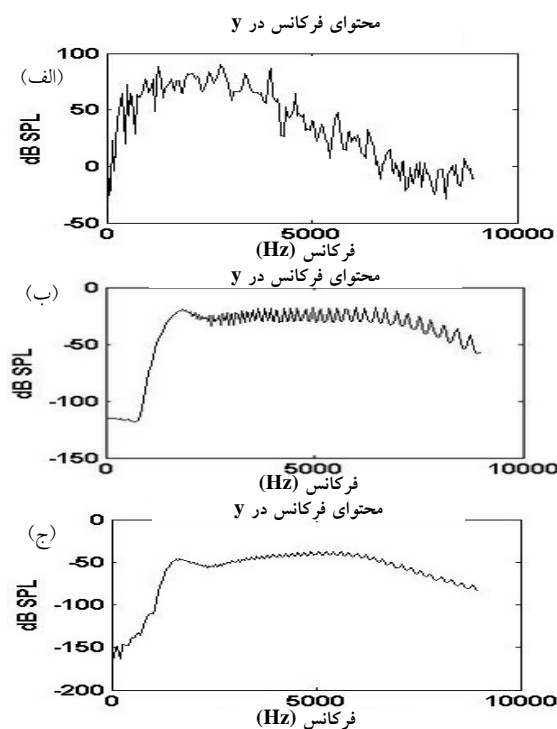 محتوای فرکانس در y
(الف)
100
50
0
-50
dB SPL
0 5000 10000
فرکانس (Hz)
محتوای فرکانس در y
(ب)
0
-50
-100
-150
dB SPL
0 5000 10000
فرکانس (Hz)
محتوای فرکانس در y
(ج)
0
-50
-100
-150
-200
dB SPL
0 5000 10000
فرکانس (Hz)